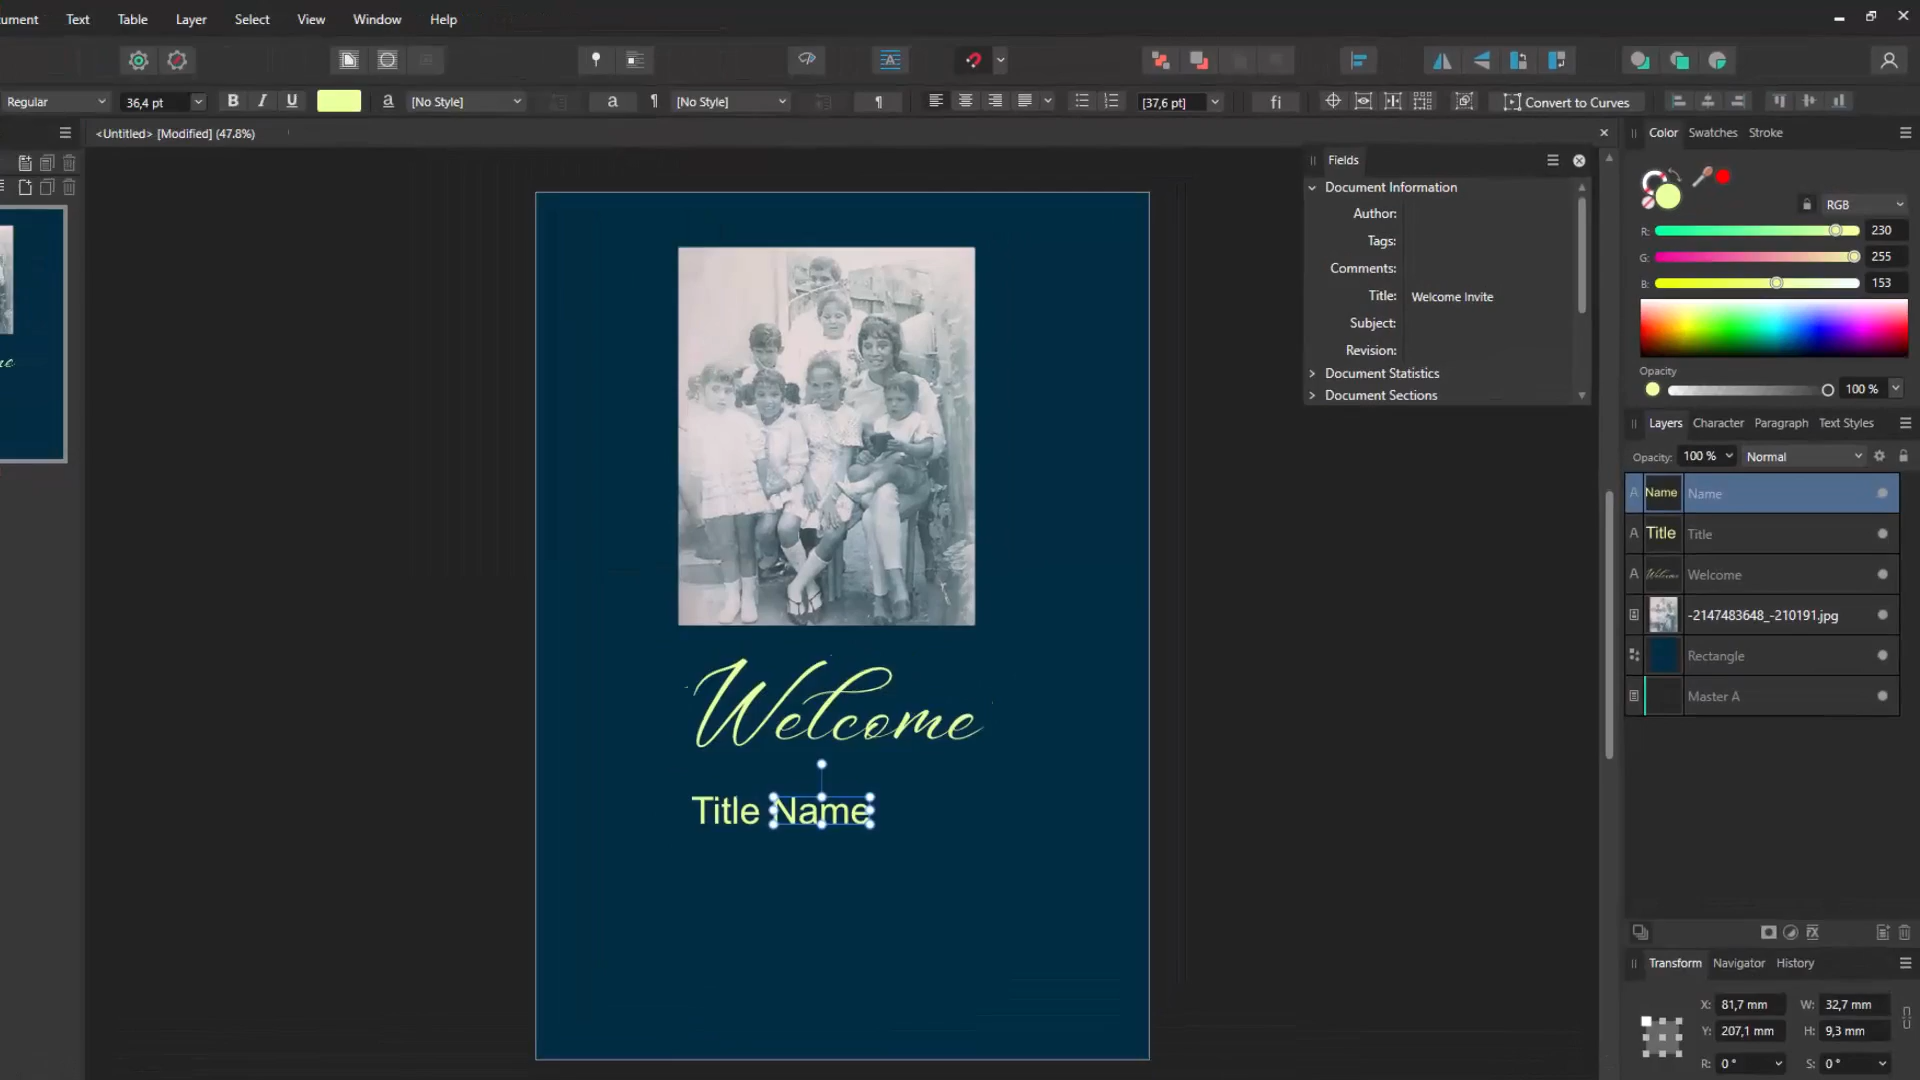 cument Text Table Layer Select View Window Help
Regular 36,4 pt B I U a [No Style] a ¶ [No Style] ¶ [37,6 pt] fi Convert to Curves
<Untitled> [Modified] (47.8%)
Fields
Document Information
Author:
Tags:
Comments:
Title: Welcome Invite
Subject:
Revision:
Document Statistics
Document Sections
Welcome
Title Name
Color Swatches Stroke
RGB
R: 230
G: 255
B: 153
Opacity
100 %
Layers Character Paragraph Text Styles
Opacity: 100 % Normal
A Name Name
A Title Title
A Welcome Welcome
-2147483648_-210191.jpg
Rectangle
Master A
Transform Navigator History
X: 81,7 mm W: 32,7 mm
Y: 207,1 mm H: 9,3 mm
R: 0 ° S: 0 °